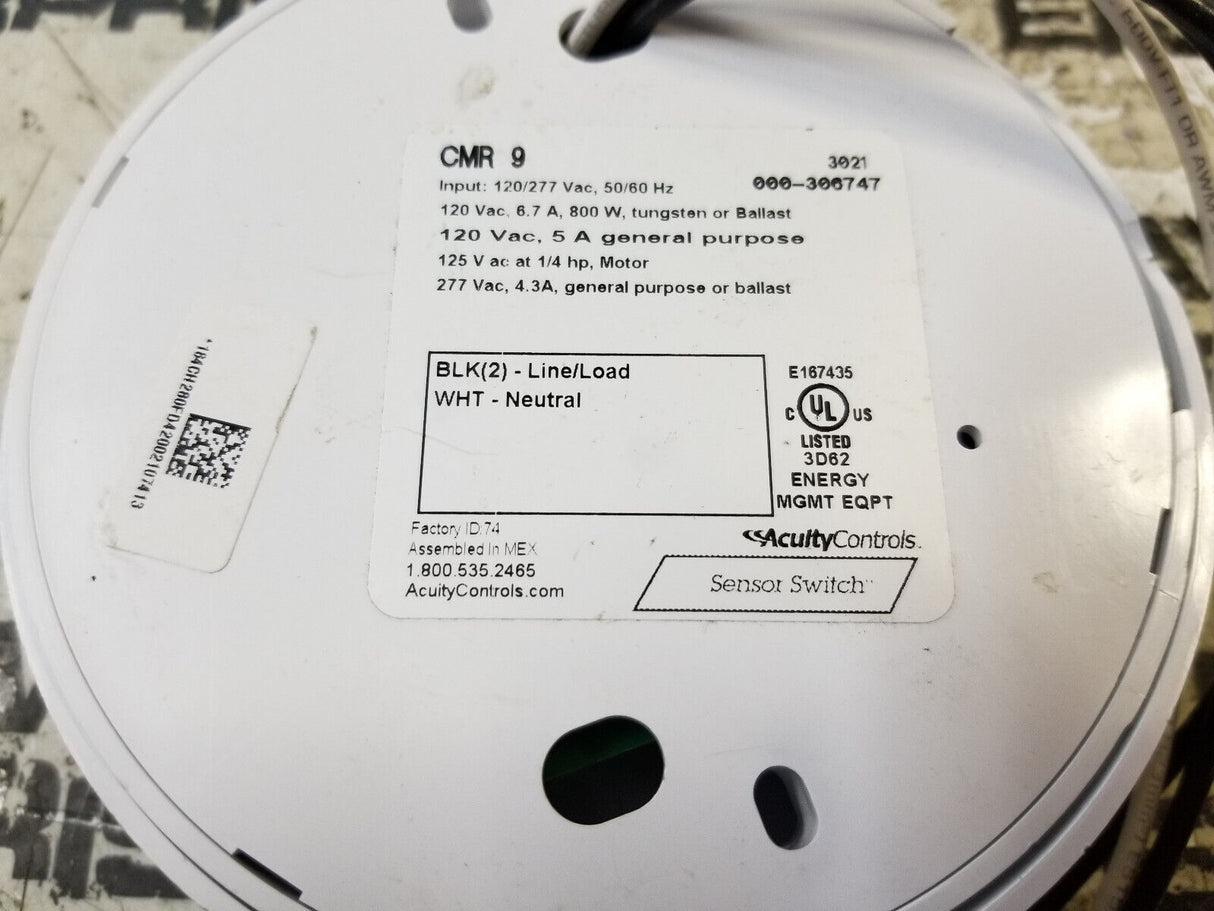 CMR 9
3021
000-306747
Input: 120/277 Vac, 50/60 Hz
120 Vac, 6.7 A, 800 W, tungsten or Ballast
120 Vac, 5 A general purpose
125 V ac at 1/4 hp, Motor
277 Vac, 4.3A, general purpose or ballast
BLK(2) - Line/Load
WHT - Neutral
E167435
C UL US
LISTED
3D62
ENERGY
MGMT EQPT
Factory ID:74
Assembled In MEX
1.800.535.2465
AcuityControls.com
AcuityControls.
Sensor Switch™
*184CH280FD42002107413